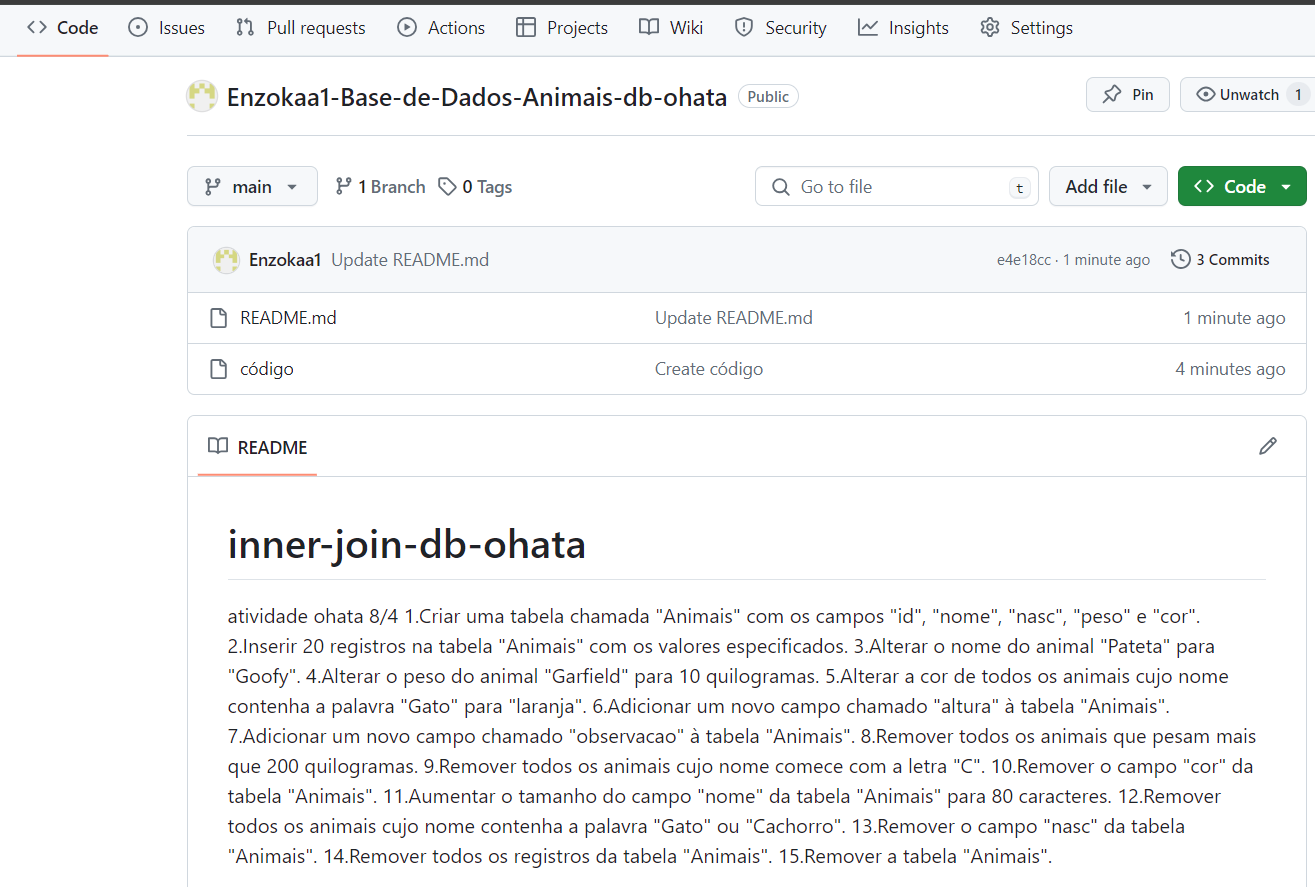 Code Issues Pull requests Actions Projects Wiki Security Insights Settings
Enzokaa1-Base-de-Dados-Animais-db-ohata Public Pin Unwatch 1
main 1 Branch 0 Tags Go to file t Add file Code
Enzokaa1 Update README.md e4e18cc · 1 minute ago 3 Commits
README.md Update README.md 1 minute ago
código Create código 4 minutes ago
README
inner-join-db-ohata
atividade ohata 8/4 1.Criar uma tabela chamada "Animais" com os campos "id", "nome", "nasc", "peso" e "cor".
2.Inserir 20 registros na tabela "Animais" com os valores especificados. 3.Alterar o nome do animal "Pateta" para
"Goofy". 4.Alterar o peso do animal "Garfield" para 10 quilogramas. 5.Alterar a cor de todos os animais cujo nome
contenha a palavra "Gato" para "laranja". 6.Adicionar um novo campo chamado "altura" à tabela "Animais".
7.Adicionar um novo campo chamado "observacao" à tabela "Animais". 8.Remover todos os animais que pesam mais
que 200 quilogramas. 9.Remover todos os animais cujo nome comece com a letra "C". 10.Remover o campo "cor" da
tabela "Animais". 11.Aumentar o tamanho do campo "nome" da tabela "Animais" para 80 caracteres. 12.Remover
todos os animais cujo nome contenha a palavra "Gato" ou "Cachorro". 13.Remover o campo "nasc" da tabela
"Animais". 14.Remover todos os registros da tabela "Animais". 15.Remover a tabela "Animais".